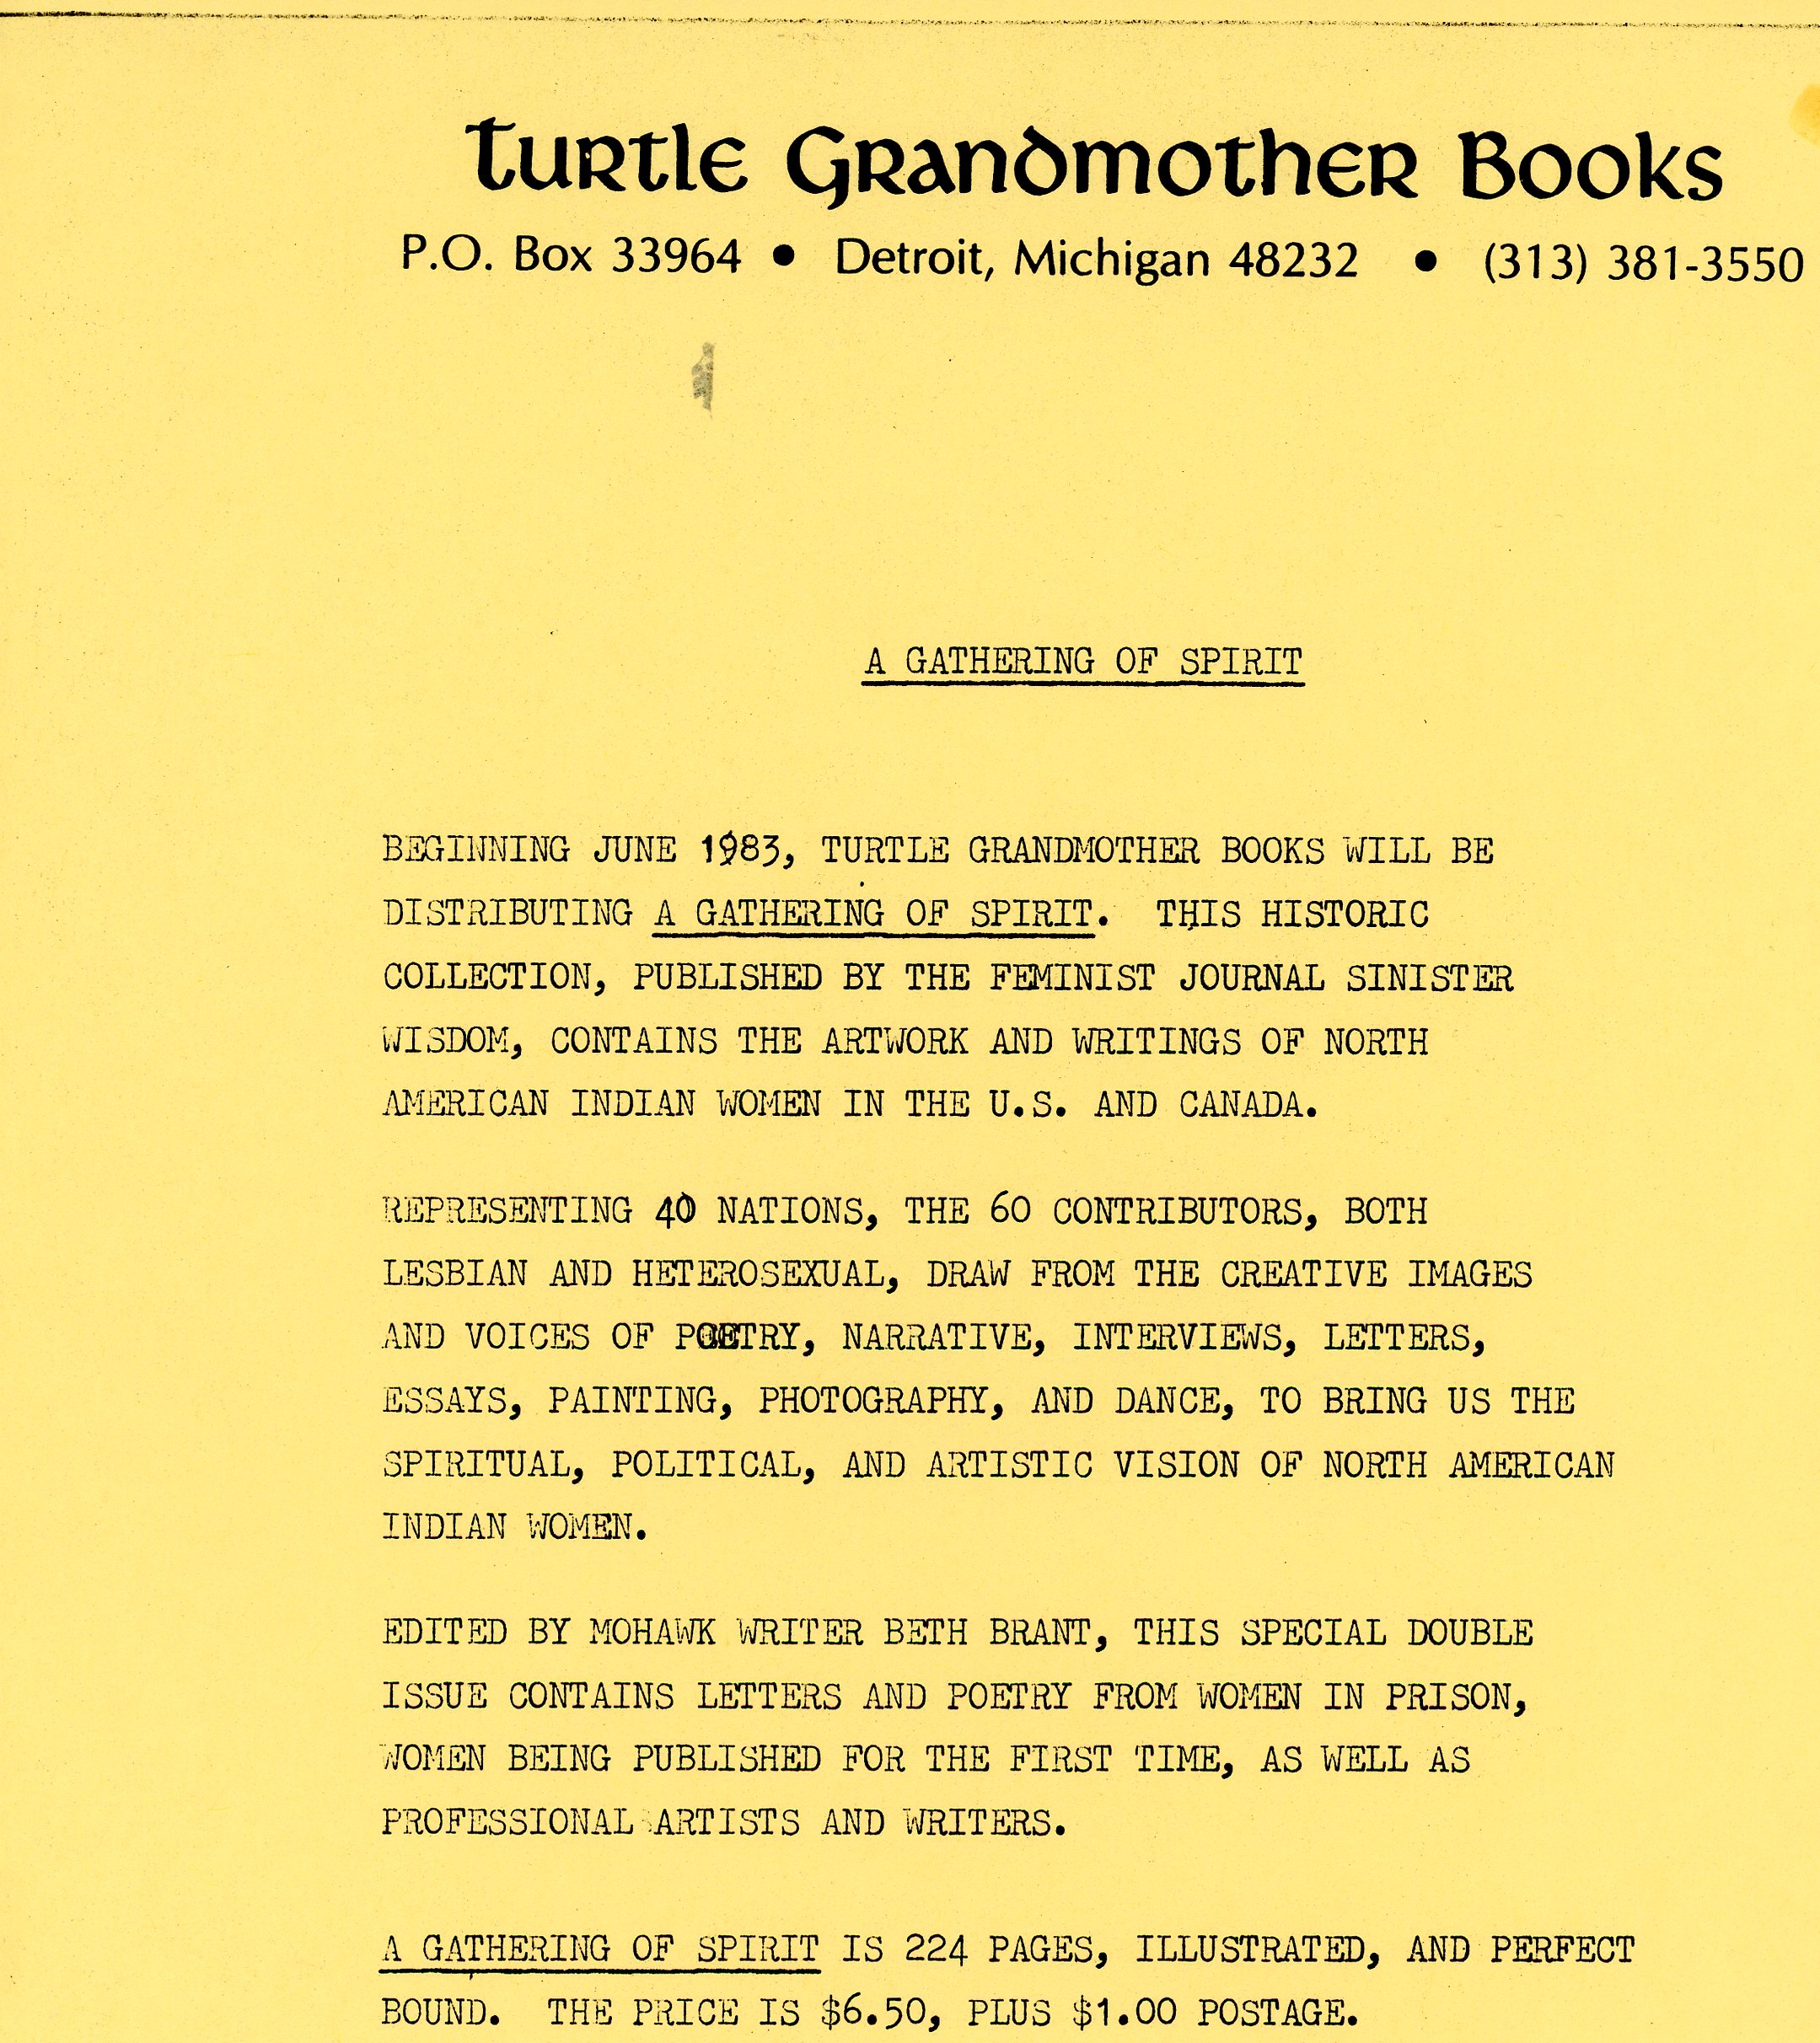 Turtle Grandmother Books
P.O. Box 33964 • Detroit, Michigan 48232 • (313) 381-3550
A GATHERING OF SPIRIT
BEGINNING JUNE 1983, TURTLE GRANDMOTHER BOOKS WILL BE
DISTRIBUTING A GATHERING OF SPIRIT. THIS HISTORIC
COLLECTION, PUBLISHED BY THE FEMINIST JOURNAL SINISTER
WISDOM, CONTAINS THE ARTWORK AND WRITINGS OF NORTH
AMERICAN INDIAN WOMEN IN THE U.S. AND CANADA.
REPRESENTING 40 NATIONS, THE 60 CONTRIBUTORS, BOTH
LESBIAN AND HETEROSEXUAL, DRAW FROM THE CREATIVE IMAGES
AND VOICES OF POETRY, NARRATIVE, INTERVIEWS, LETTERS,
ESSAYS, PAINTING, PHOTOGRAPHY, AND DANCE, TO BRING US THE
SPIRITUAL, POLITICAL, AND ARTISTIC VISION OF NORTH AMERICAN
INDIAN WOMEN.
EDITED BY MOHAWK WRITER BETH BRANT, THIS SPECIAL DOUBLE
ISSUE CONTAINS LETTERS AND POETRY FROM WOMEN IN PRISON,
WOMEN BEING PUBLISHED FOR THE FIRST TIME, AS WELL AS
PROFESSIONAL ARTISTS AND WRITERS.
A GATHERING OF SPIRIT IS 224 PAGES, ILLUSTRATED, AND PERFECT
BOUND. THE PRICE IS $6.50, PLUS $1.00 POSTAGE.